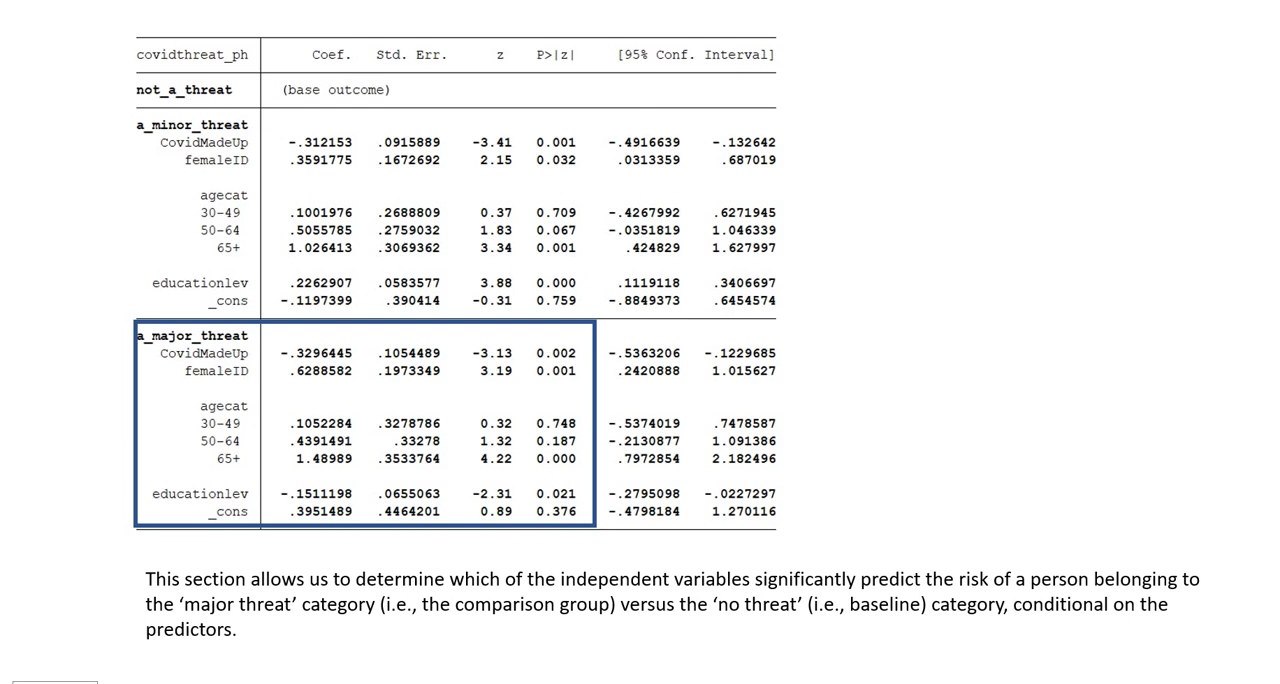 covidthreat_ph Coef. Std. Err. z P>|z| [95% Conf. Interval]
not_a_threat (base outcome)
a_minor_threat
CovidMadeUp -.312153 .0915889 -3.41 0.001 -.4916639 -.132642
femaleID .3591775 .1672692 2.15 0.032 .0313359 .687019
agecat
30-49 .1001976 .2688809 0.37 0.709 -.4267992 .6271945
50-64 .5055785 .2759032 1.83 0.067 -.0351819 1.046339
65+ 1.026413 .3069362 3.34 0.001 .424829 1.627997
educationlev .2262907 .0583577 3.88 0.000 .1119118 .3406697
_cons -.1197399 .390414 -0.31 0.759 -.8849373 .6454574
a_major_threat
CovidMadeUp -.3296445 .1054489 -3.13 0.002 -.5363206 -.1229685
femaleID .6288582 .1973349 3.19 0.001 .2420888 1.015627
agecat
30-49 .1052284 .3278786 0.32 0.748 -.5374019 .7478587
50-64 .4391491 .33278 1.32 0.187 -.2130877 1.091386
65+ 1.48989 .3533764 4.22 0.000 .7972854 2.182496
educationlev -.1511198 .0655063 -2.31 0.021 -.2795098 -.0227297
_cons .3951489 .4464201 0.89 0.376 -.4798184 1.270116
This section allows us to determine which of the independent variables significantly predict the risk of a person belonging to
the ‘major threat’ category (i.e., the comparison group) versus the ‘no threat’ (i.e., baseline) category, conditional on the
predictors.